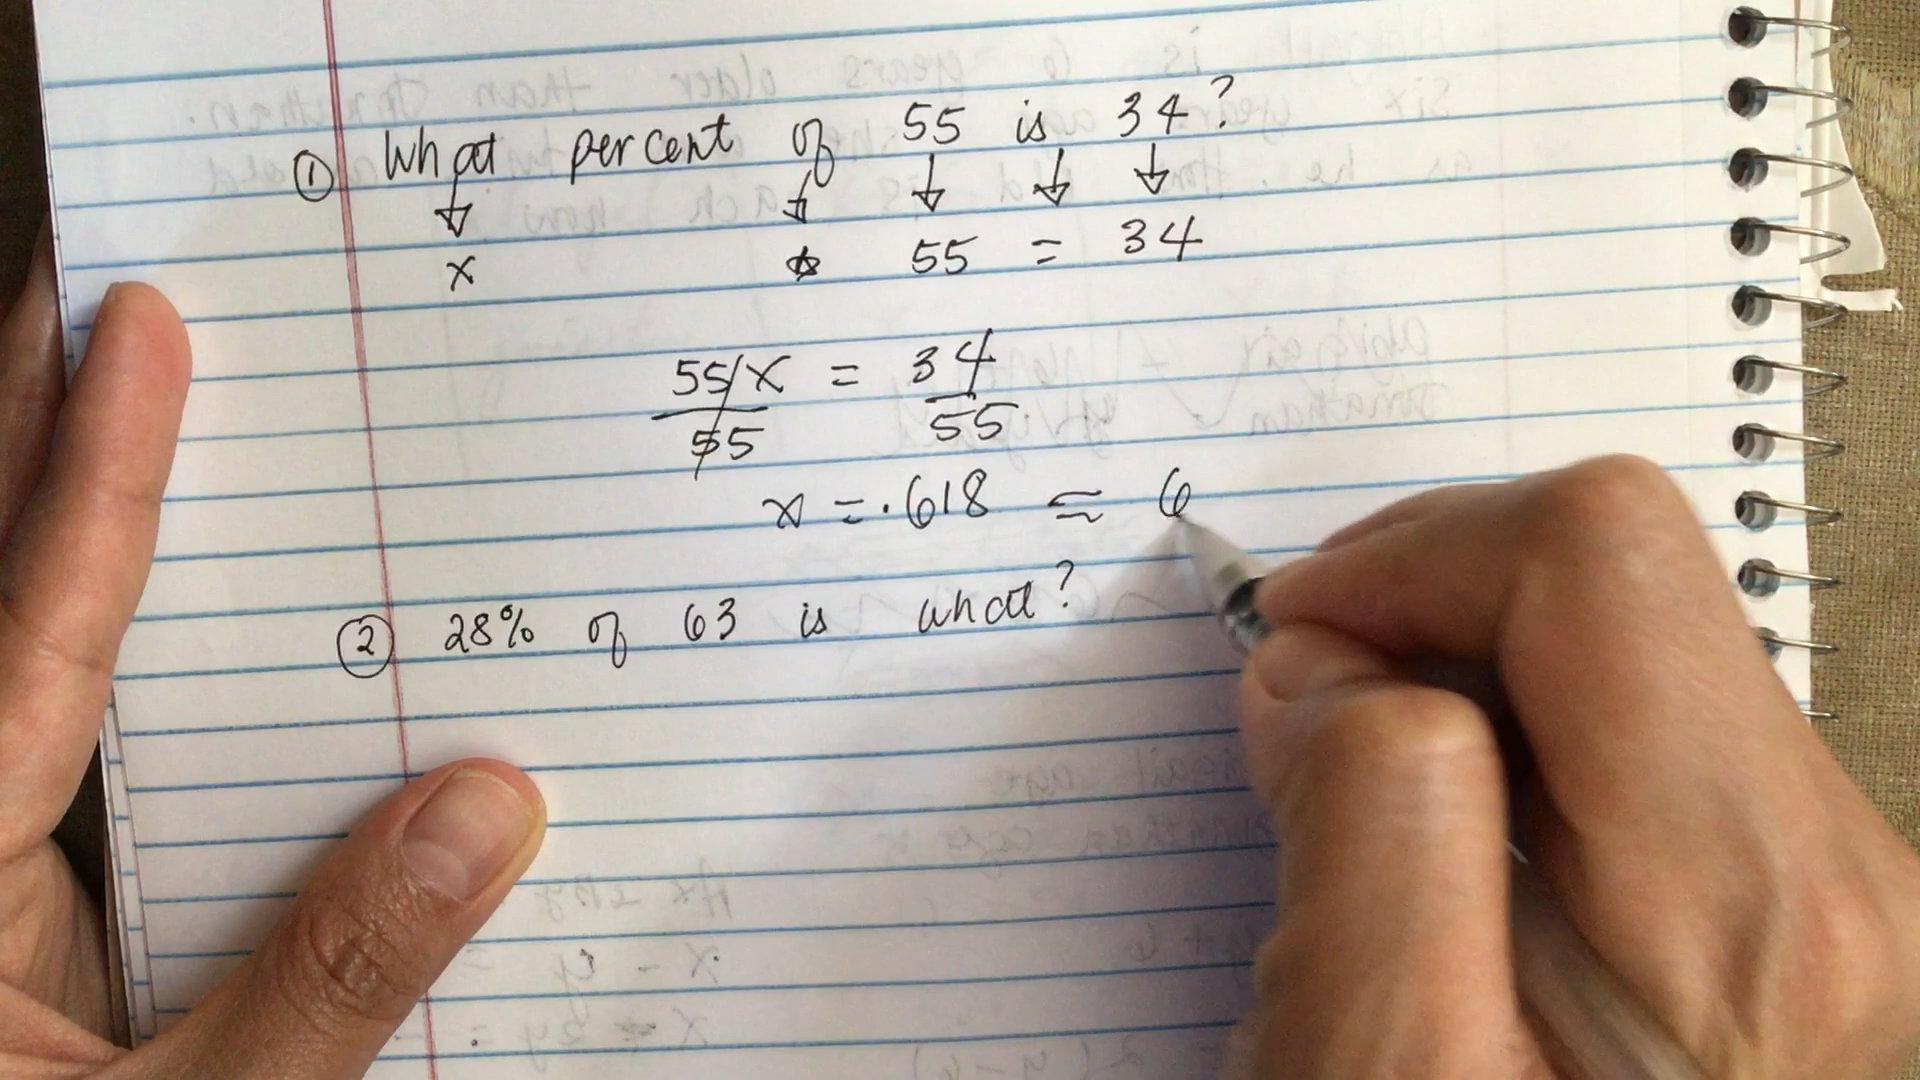 ① What percent of 55 is 34?
↓ ↓ ↓ ↓ ↓
x * 55 = 34
55x = 34
55 55
x = .618 ≈ 6
② 28% of 63 is what?